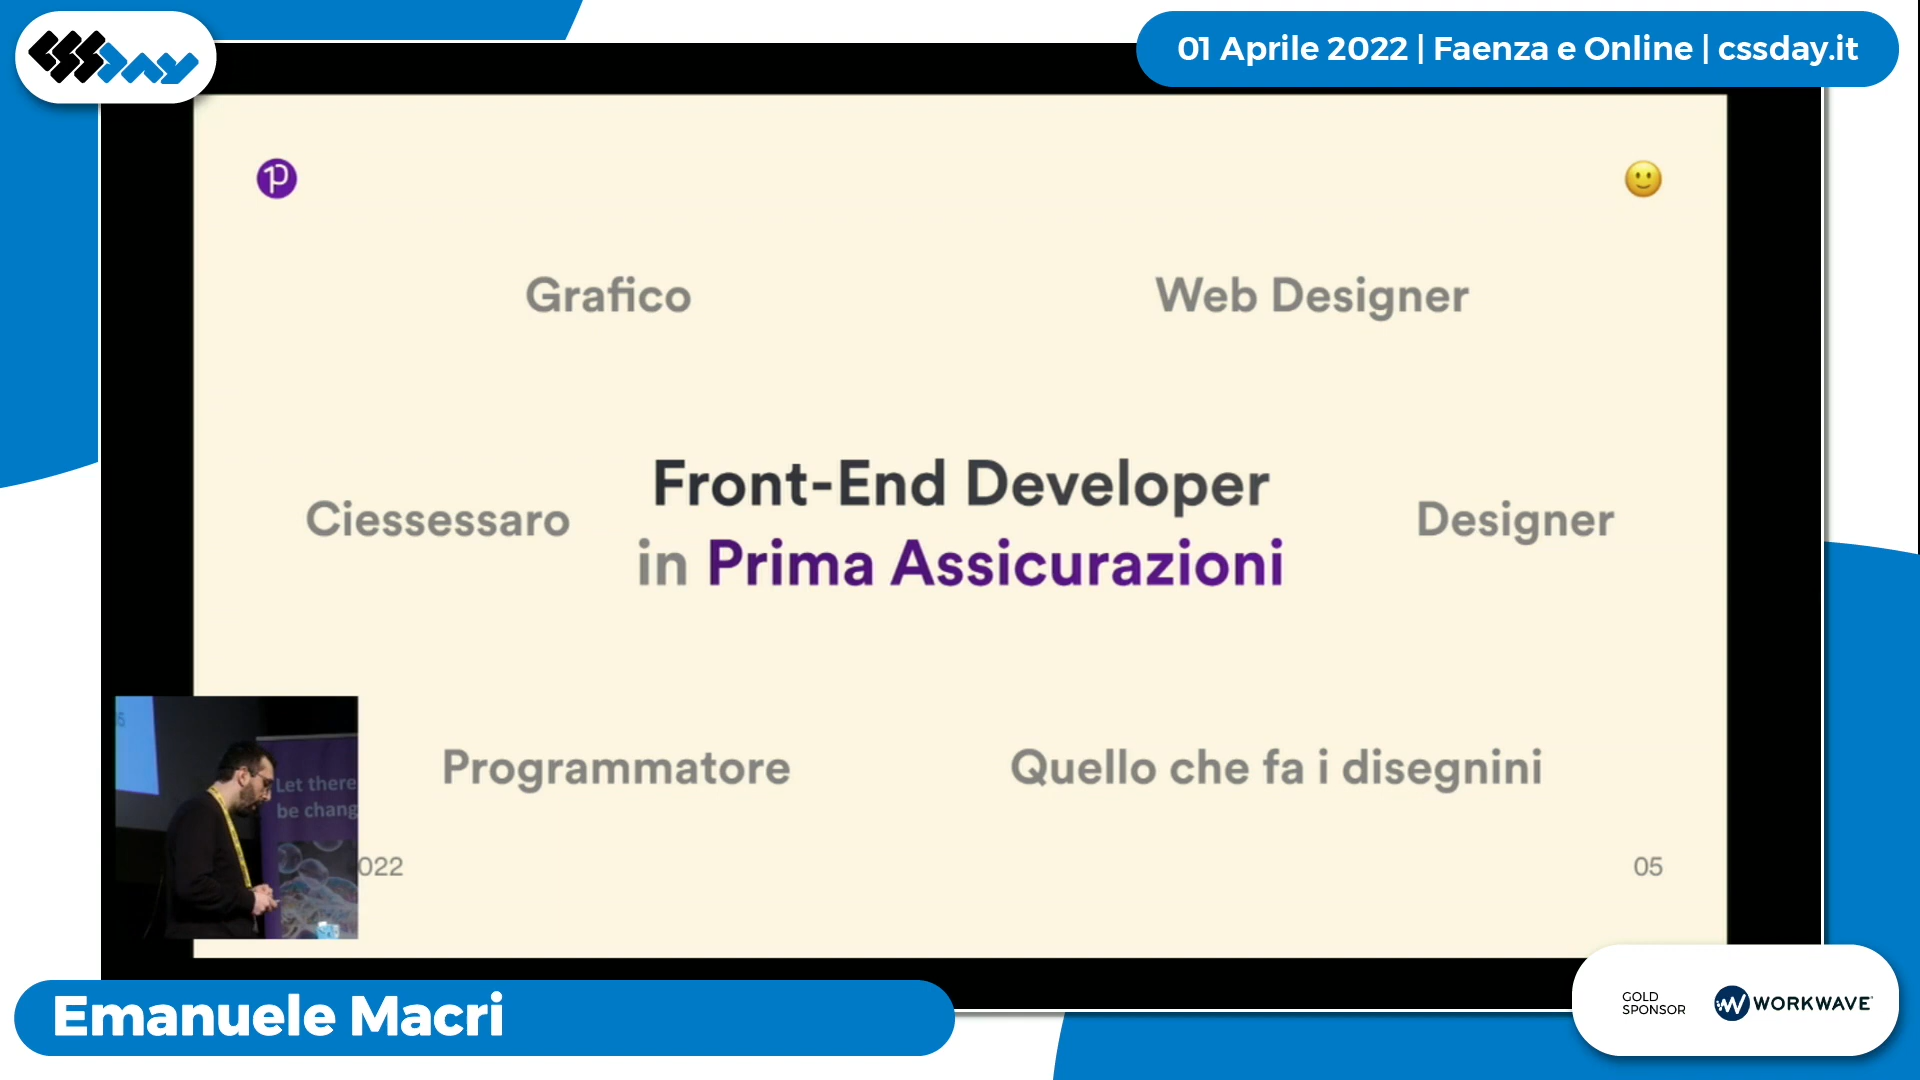 CSSDAY
01 Aprile 2022 | Faenza e Online | cssday.it
Grafico
Web Designer
Ciessessaro
Front-End Developer
in Prima Assicurazioni
Designer
Programmatore
Quello che fa i disegnini
Let there
be chang
022
05
Emanuele Macri
GOLD
SPONSOR
WORKWAVE